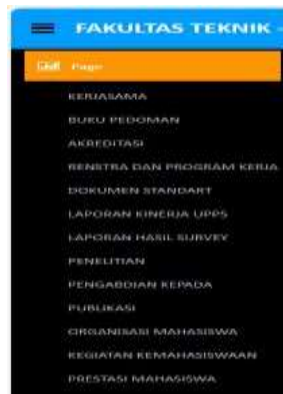 FAKULTAS TEKNIK -
Page
KERJASAMA
BUKU PEDOMAN
AKREDITASI
RENSTRA DAN PROGRAM KERJA
DOKUMEN STANDART
LAPORAN KINERJA UPPS
LAPORAN HASIL SURVEY
PENELITIAN
PENGABDIAN KEPADA
PUBLIKASI
ORGANISASI MAHASISWA
KEGIATAN KEMAHASISWAAN
PRESTASI MAHASISWA